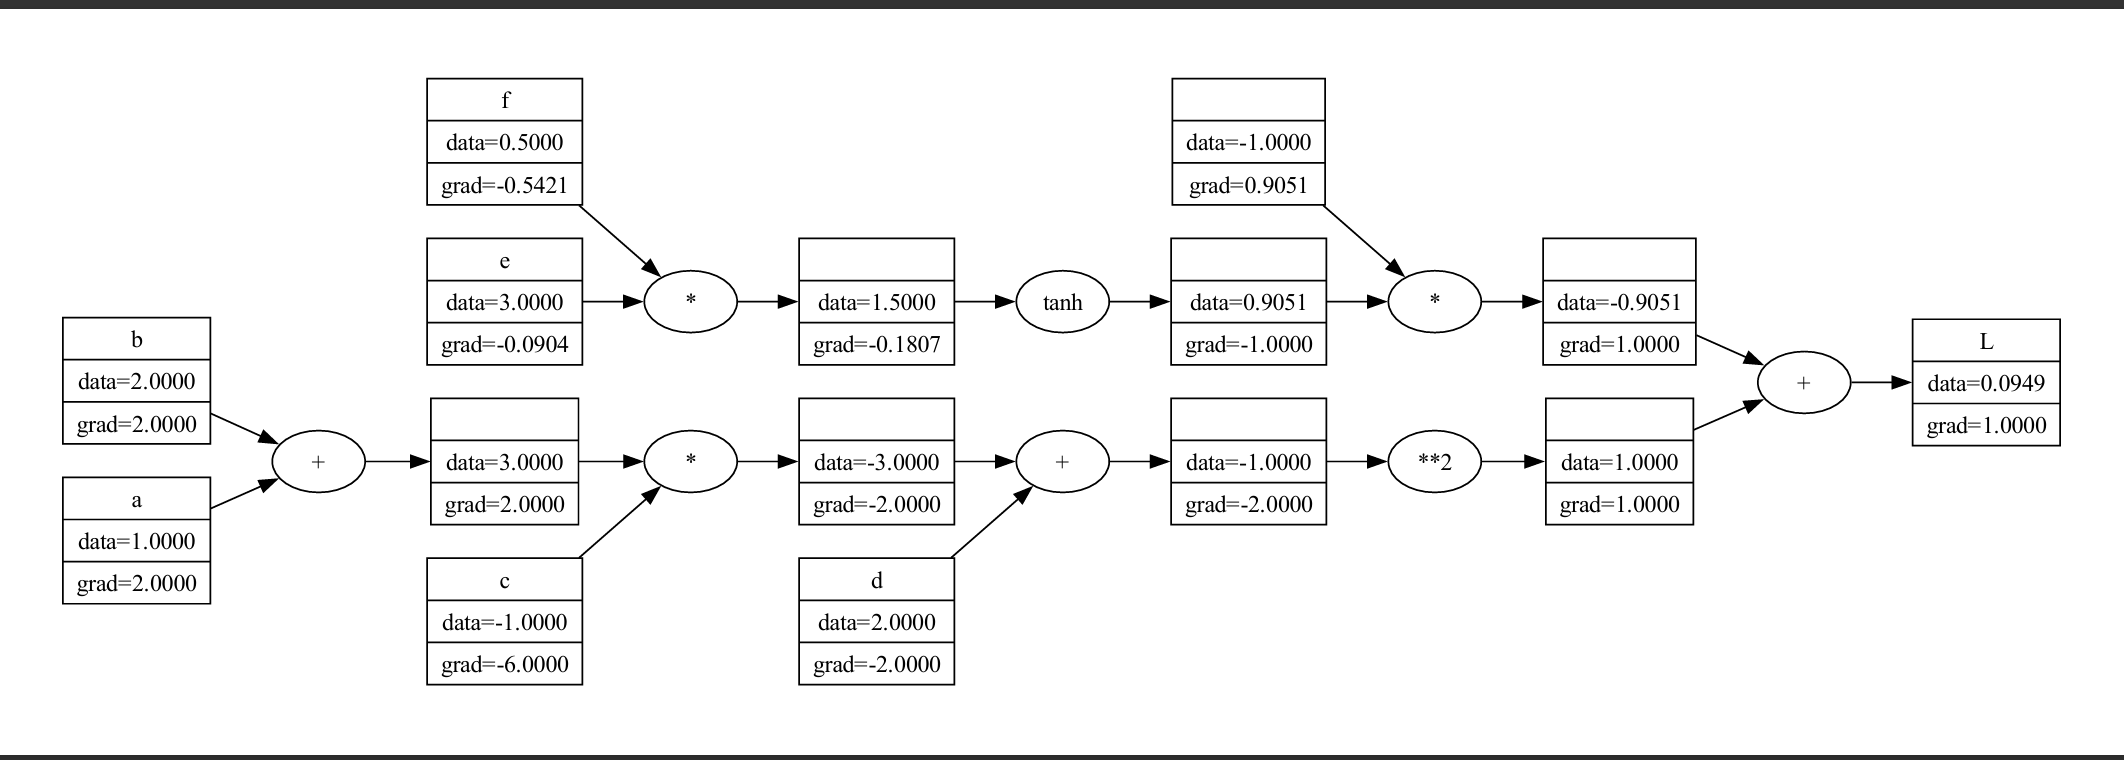 f
data=0.5000
grad=-0.5421
data=-1.0000
grad=0.9051
e
data=3.0000
grad=-0.0904
*
data=1.5000
grad=-0.1807
tanh
data=0.9051
grad=-1.0000
*
data=-0.9051
grad=1.0000
b
data=2.0000
grad=2.0000
a
data=1.0000
grad=2.0000
+
data=3.0000
grad=2.0000
*
data=-3.0000
grad=-2.0000
+
data=-1.0000
grad=-2.0000
**2
data=1.0000
grad=1.0000
+
L
data=0.0949
grad=1.0000
c
data=-1.0000
grad=-6.0000
d
data=2.0000
grad=-2.0000